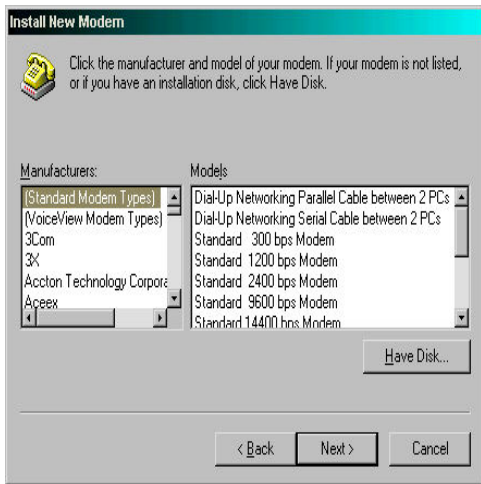 Install New Modem
Click the manufacturer and model of your modem. If your modem is not listed,
or if you have an installation disk, click Have Disk.
Manufacturers:
(Standard Modem Types)
(VoiceView Modem Types)
3Com
3X
Accton Technology Corpora
Aceex
Models
Dial-Up Networking Parallel Cable between 2 PCs
Dial-Up Networking Serial Cable between 2 PCs
Standard 300 bps Modem
Standard 1200 bps Modem
Standard 2400 bps Modem
Standard 9600 bps Modem
Standard 14400 bps Modem
Have Disk...
< Back
Next >
Cancel